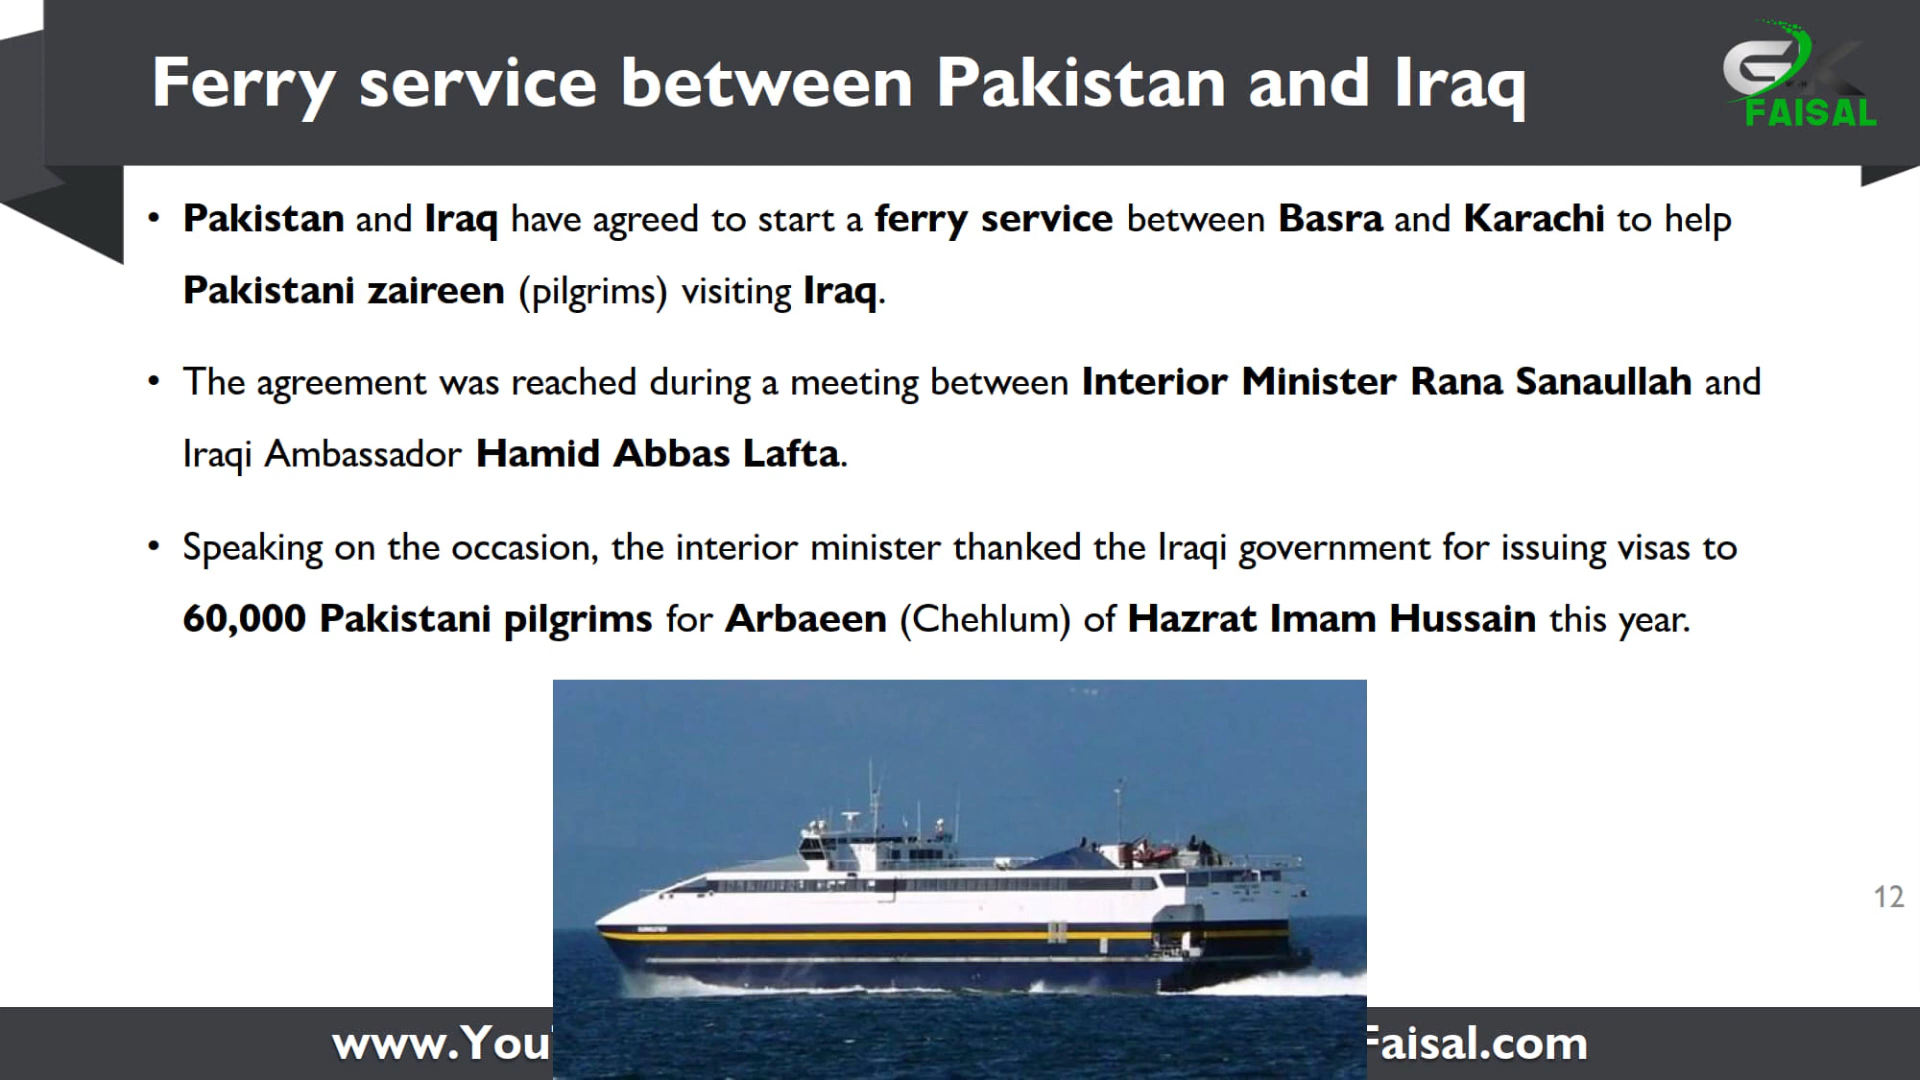 Ferry service between Pakistan and Iraq
GK
FAISAL
• Pakistan and Iraq have agreed to start a ferry service between Basra and Karachi to help
Pakistani zaireen (pilgrims) visiting Iraq.
• The agreement was reached during a meeting between Interior Minister Rana Sanaullah and
Iraqi Ambassador Hamid Abbas Lafta.
• Speaking on the occasion, the interior minister thanked the Iraqi government for issuing visas to
60,000 Pakistani pilgrims for Arbaeen (Chehlum) of Hazrat Imam Hussain this year.
12
www.You Faisal.com